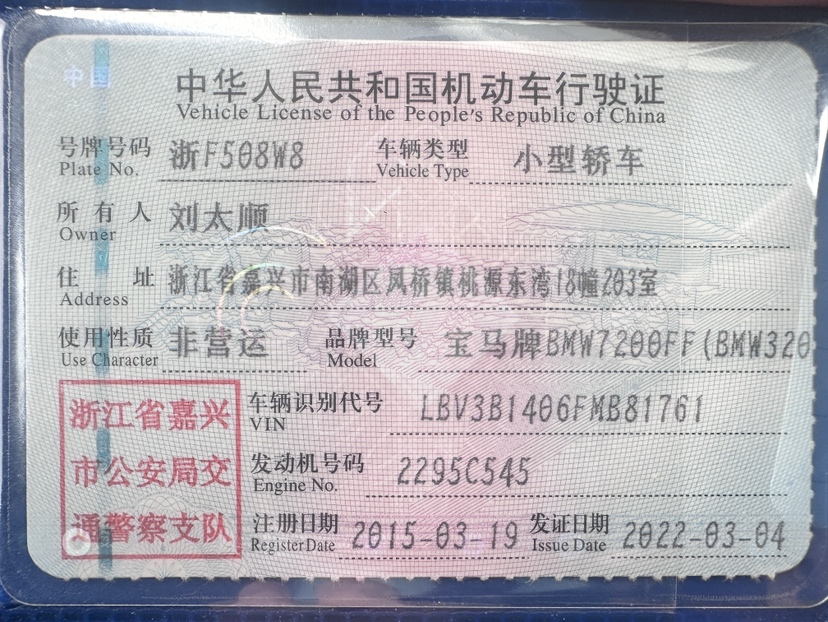 中国
中华人民共和国机动车行驶证
Vehicle License of the People's Republic of China
号牌号码 浙F508W8 车辆类型 小型轿车
Plate No. Vehicle Type
所有人 刘太顺
Owner
住址 浙江省嘉兴市南湖区凤桥镇桃源东湾18幢203室
Address
使用性质 非营运 品牌型号 宝马牌BMW7200FF(BMW320
Use Character Model
浙江省嘉兴 车辆识别代号 LBV3B1406FMB81761
VIN
市公安局交 发动机号码 2295C545
Engine No.
通警察支队 注册日期 2015-03-19 发证日期 2022-03-04
Register Date Issue Date